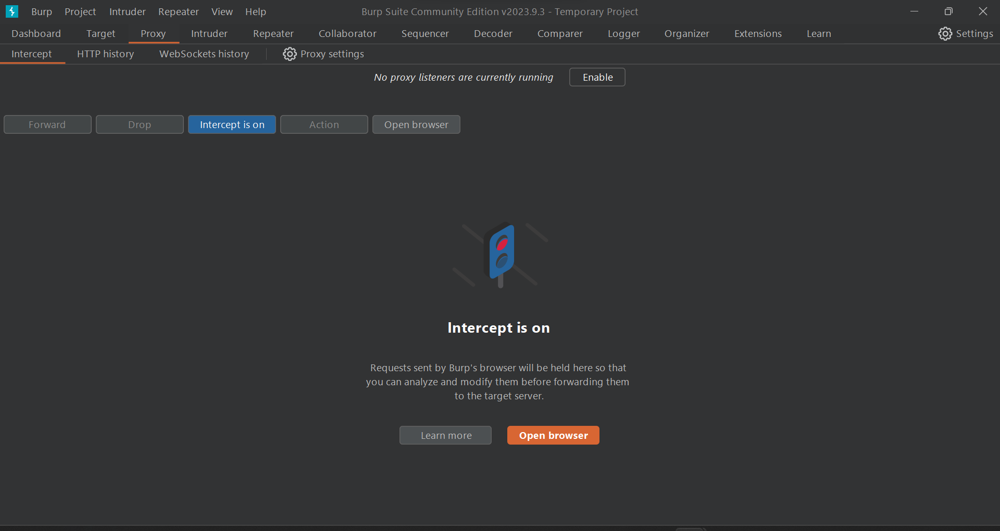 Burp Project Intruder Repeater View Help Burp Suite Community Edition v2023.9.3 - Temporary Project
Dashboard Target Proxy Intruder Repeater Collaborator Sequencer Decoder Comparer Logger Organizer Extensions Learn Settings
Intercept HTTP history WebSockets history Proxy settings
No proxy listeners are currently running Enable
Forward Drop Intercept is on Action Open browser
Intercept is on
Requests sent by Burp's browser will be held here so that
you can analyze and modify them before forwarding them
to the target server.
Learn more Open browser